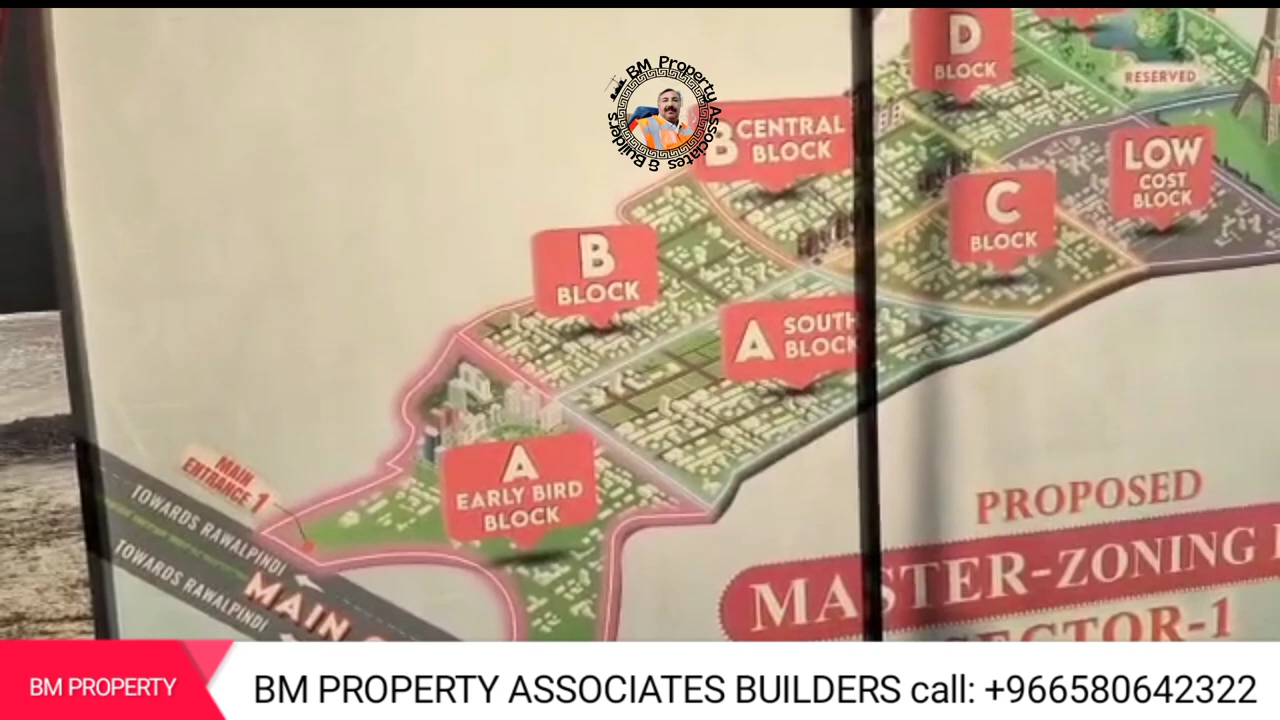 D
BLOCK
RESERVED
BM Property Associates & Builders
B CENTRAL
BLOCK
LOW
COST
BLOCK
C
BLOCK
B
BLOCK
A SOUTH
BLOCK
A
EARLY BIRD
BLOCK
MAIN
ENTRANCE 1
TOWARDS RAWALPINDI
TOWARDS RAWALPINDI
MAIN
PROPOSED
MASTER-ZONING
SECTOR-1
BM PROPERTY
BM PROPERTY ASSOCIATES BUILDERS call: +966580642322